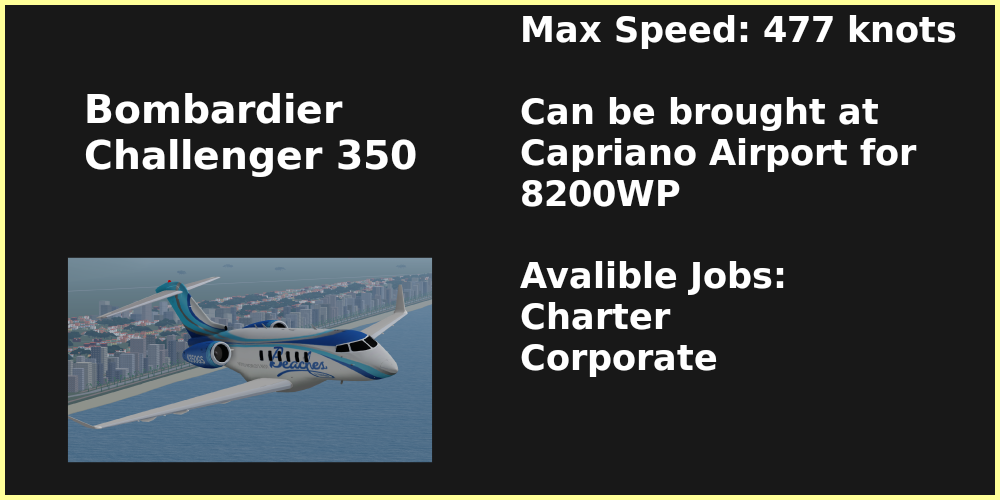 Max Speed: 477 knots
Bombardier
Challenger 350
Can be brought at
Capriano Airport for
8200WP
Avalible Jobs:
Charter
Corporate
Beaches